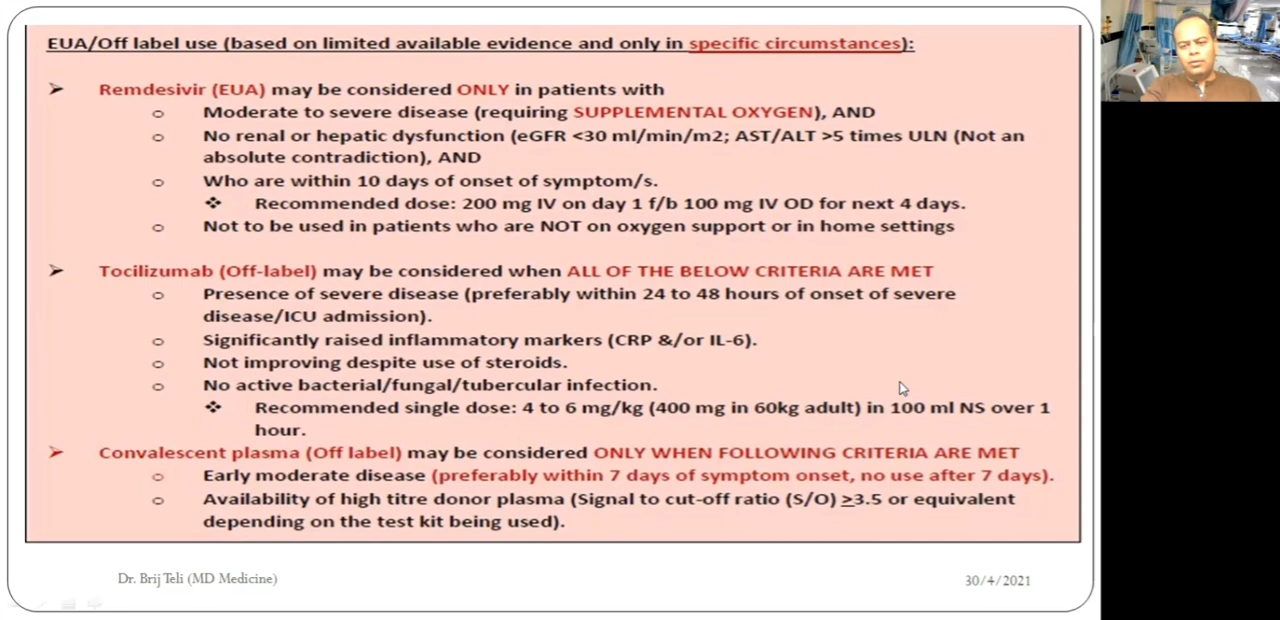 EUA/Off label use (based on limited available evidence and only in specific circumstances):
➢ Remdesivir (EUA) may be considered ONLY in patients with
o Moderate to severe disease (requiring SUPPLEMENTAL OXYGEN), AND
o No renal or hepatic dysfunction (eGFR <30 ml/min/m2; AST/ALT >5 times ULN (Not an
absolute contradiction), AND
o Who are within 10 days of onset of symptom/s.
❖ Recommended dose: 200 mg IV on day 1 f/b 100 mg IV OD for next 4 days.
o Not to be used in patients who are NOT on oxygen support or in home settings
➢ Tocilizumab (Off-label) may be considered when ALL OF THE BELOW CRITERIA ARE MET
o Presence of severe disease (preferably within 24 to 48 hours of onset of severe
disease/ICU admission).
o Significantly raised inflammatory markers (CRP &/or IL-6).
o Not improving despite use of steroids.
o No active bacterial/fungal/tubercular infection.
❖ Recommended single dose: 4 to 6 mg/kg (400 mg in 60kg adult) in 100 ml NS over 1
hour.
➢ Convalescent plasma (Off label) may be considered ONLY WHEN FOLLOWING CRITERIA ARE MET
o Early moderate disease (preferably within 7 days of symptom onset, no use after 7 days).
o Availability of high titre donor plasma (Signal to cut-off ratio (S/O) ≥3.5 or equivalent
depending on the test kit being used).
Dr. Brij Teli (MD Medicine)
30/4/2021